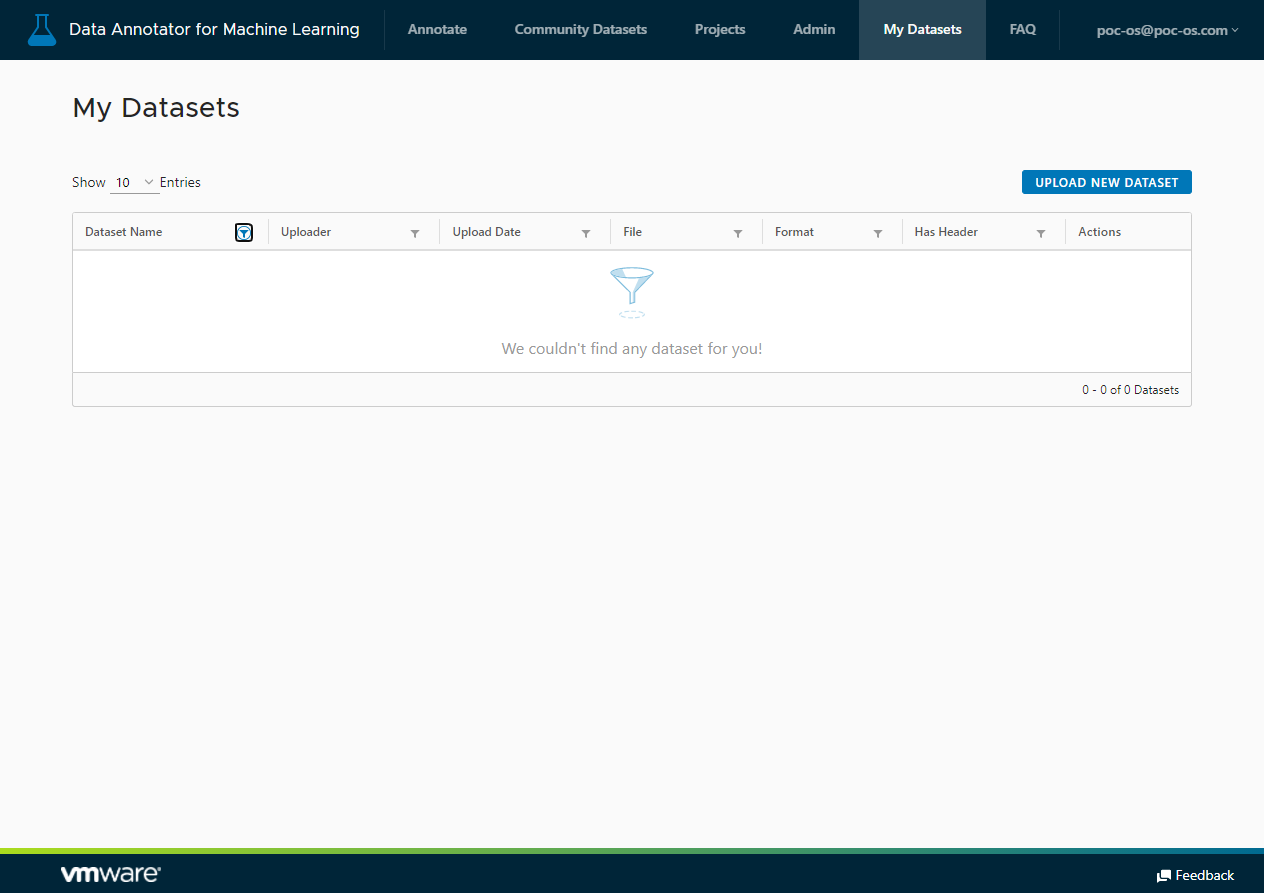 Data Annotator for Machine Learning Annotate Community Datasets Projects Admin My Datasets FAQ poc-os@poc-os.com
My Datasets
Show 10 Entries UPLOAD NEW DATASET
Dataset Name Uploader Upload Date File Format Has Header Actions
We couldn't find any dataset for you!
0 - 0 of 0 Datasets
vmware® Feedback